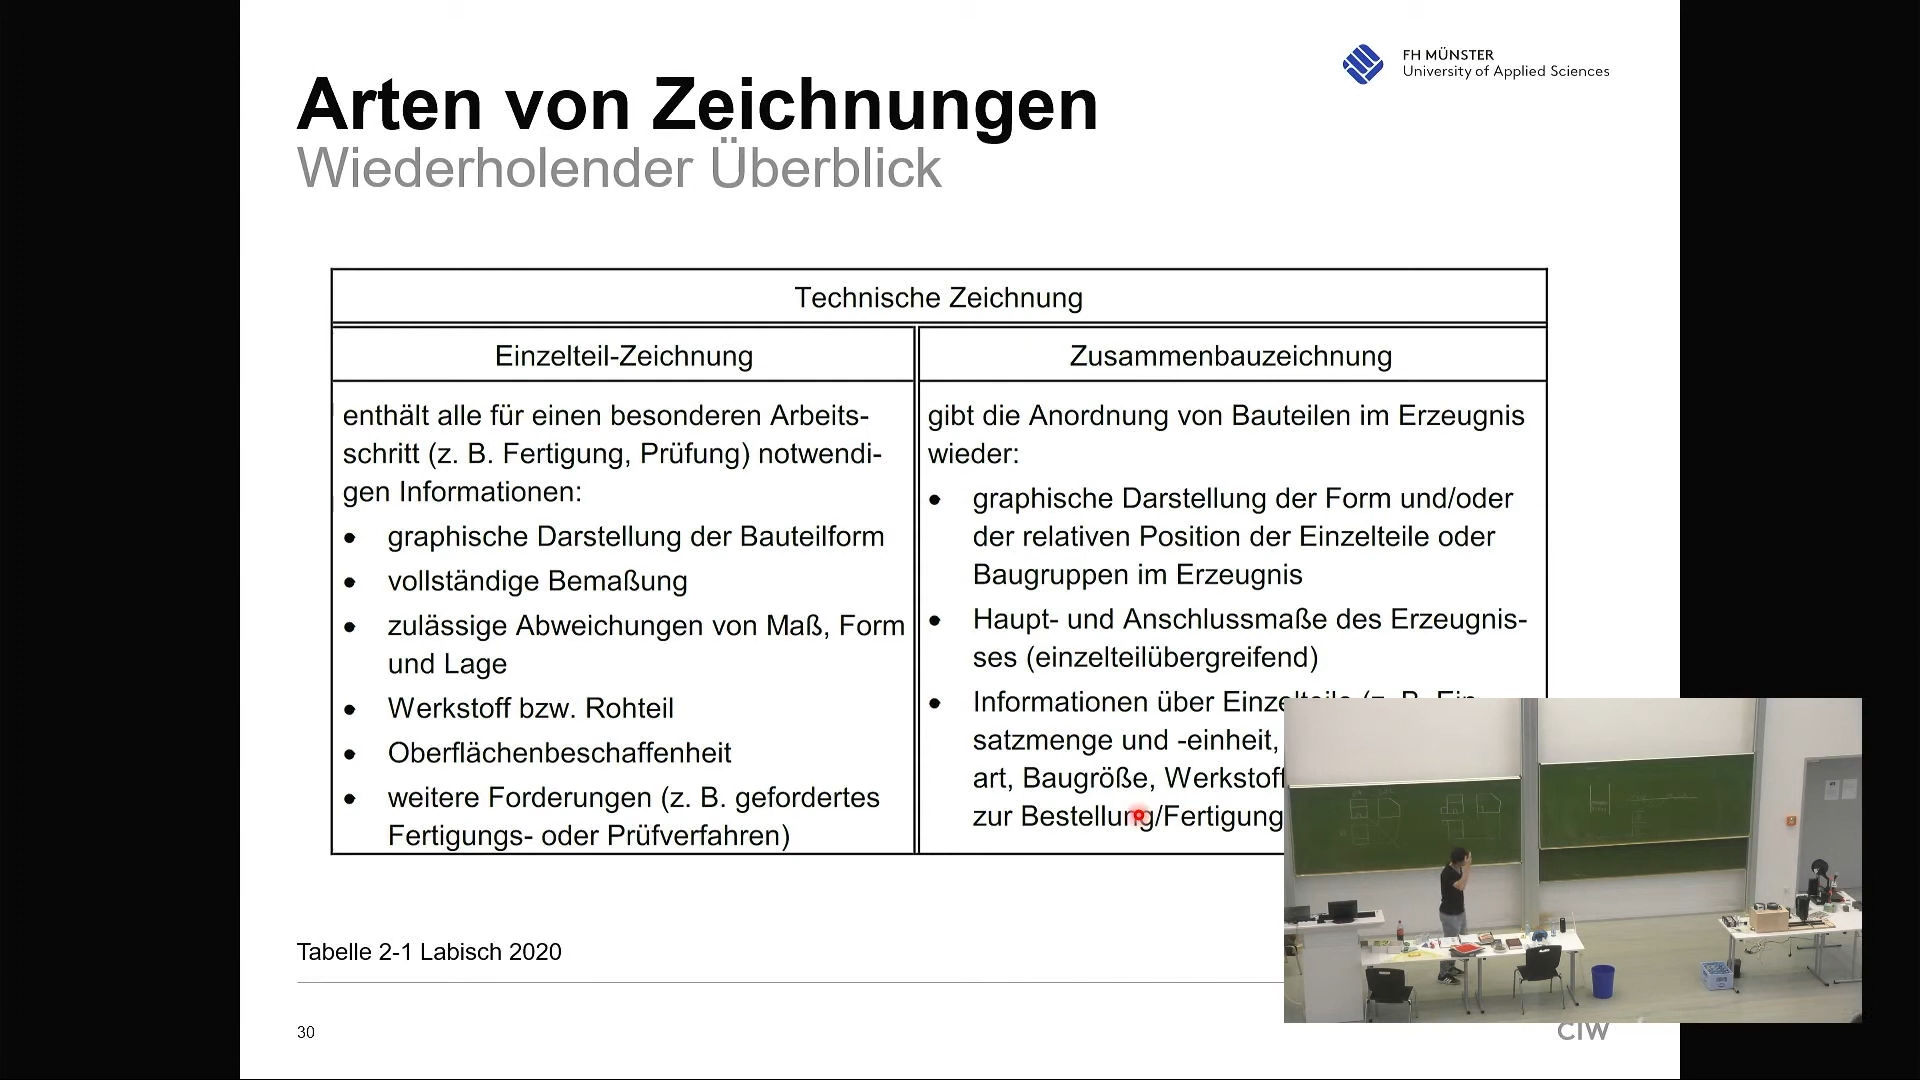 FH MÜNSTER
University of Applied Sciences
Arten von Zeichnungen
Wiederholender Überblick
Technische Zeichnung
Einzelteil-Zeichnung
enthält alle für einen besonderen Arbeits-
schritt (z. B. Fertigung, Prüfung) notwendi-
gen Informationen:
• graphische Darstellung der Bauteilform
• vollständige Bemaßung
• zulässige Abweichungen von Maß, Form
und Lage
• Werkstoff bzw. Rohteil
• Oberflächenbeschaffenheit
• weitere Forderungen (z. B. gefordertes
Fertigungs- oder Prüfverfahren)
Zusammenbauzeichnung
gibt die Anordnung von Bauteilen im Erzeugnis
wieder:
• graphische Darstellung der Form und/oder
der relativen Position der Einzelteile oder
Baugruppen im Erzeugnis
• Haupt- und Anschlussmaße des Erzeugnis-
ses (einzelteilübergreifend)
• Informationen über Einzelteile (z. B. Ein-
satzmenge und -einheit,
art, Baugröße, Werkstoff
zur Bestellung/Fertigung
Tabelle 2-1 Labisch 2020
30
CIW